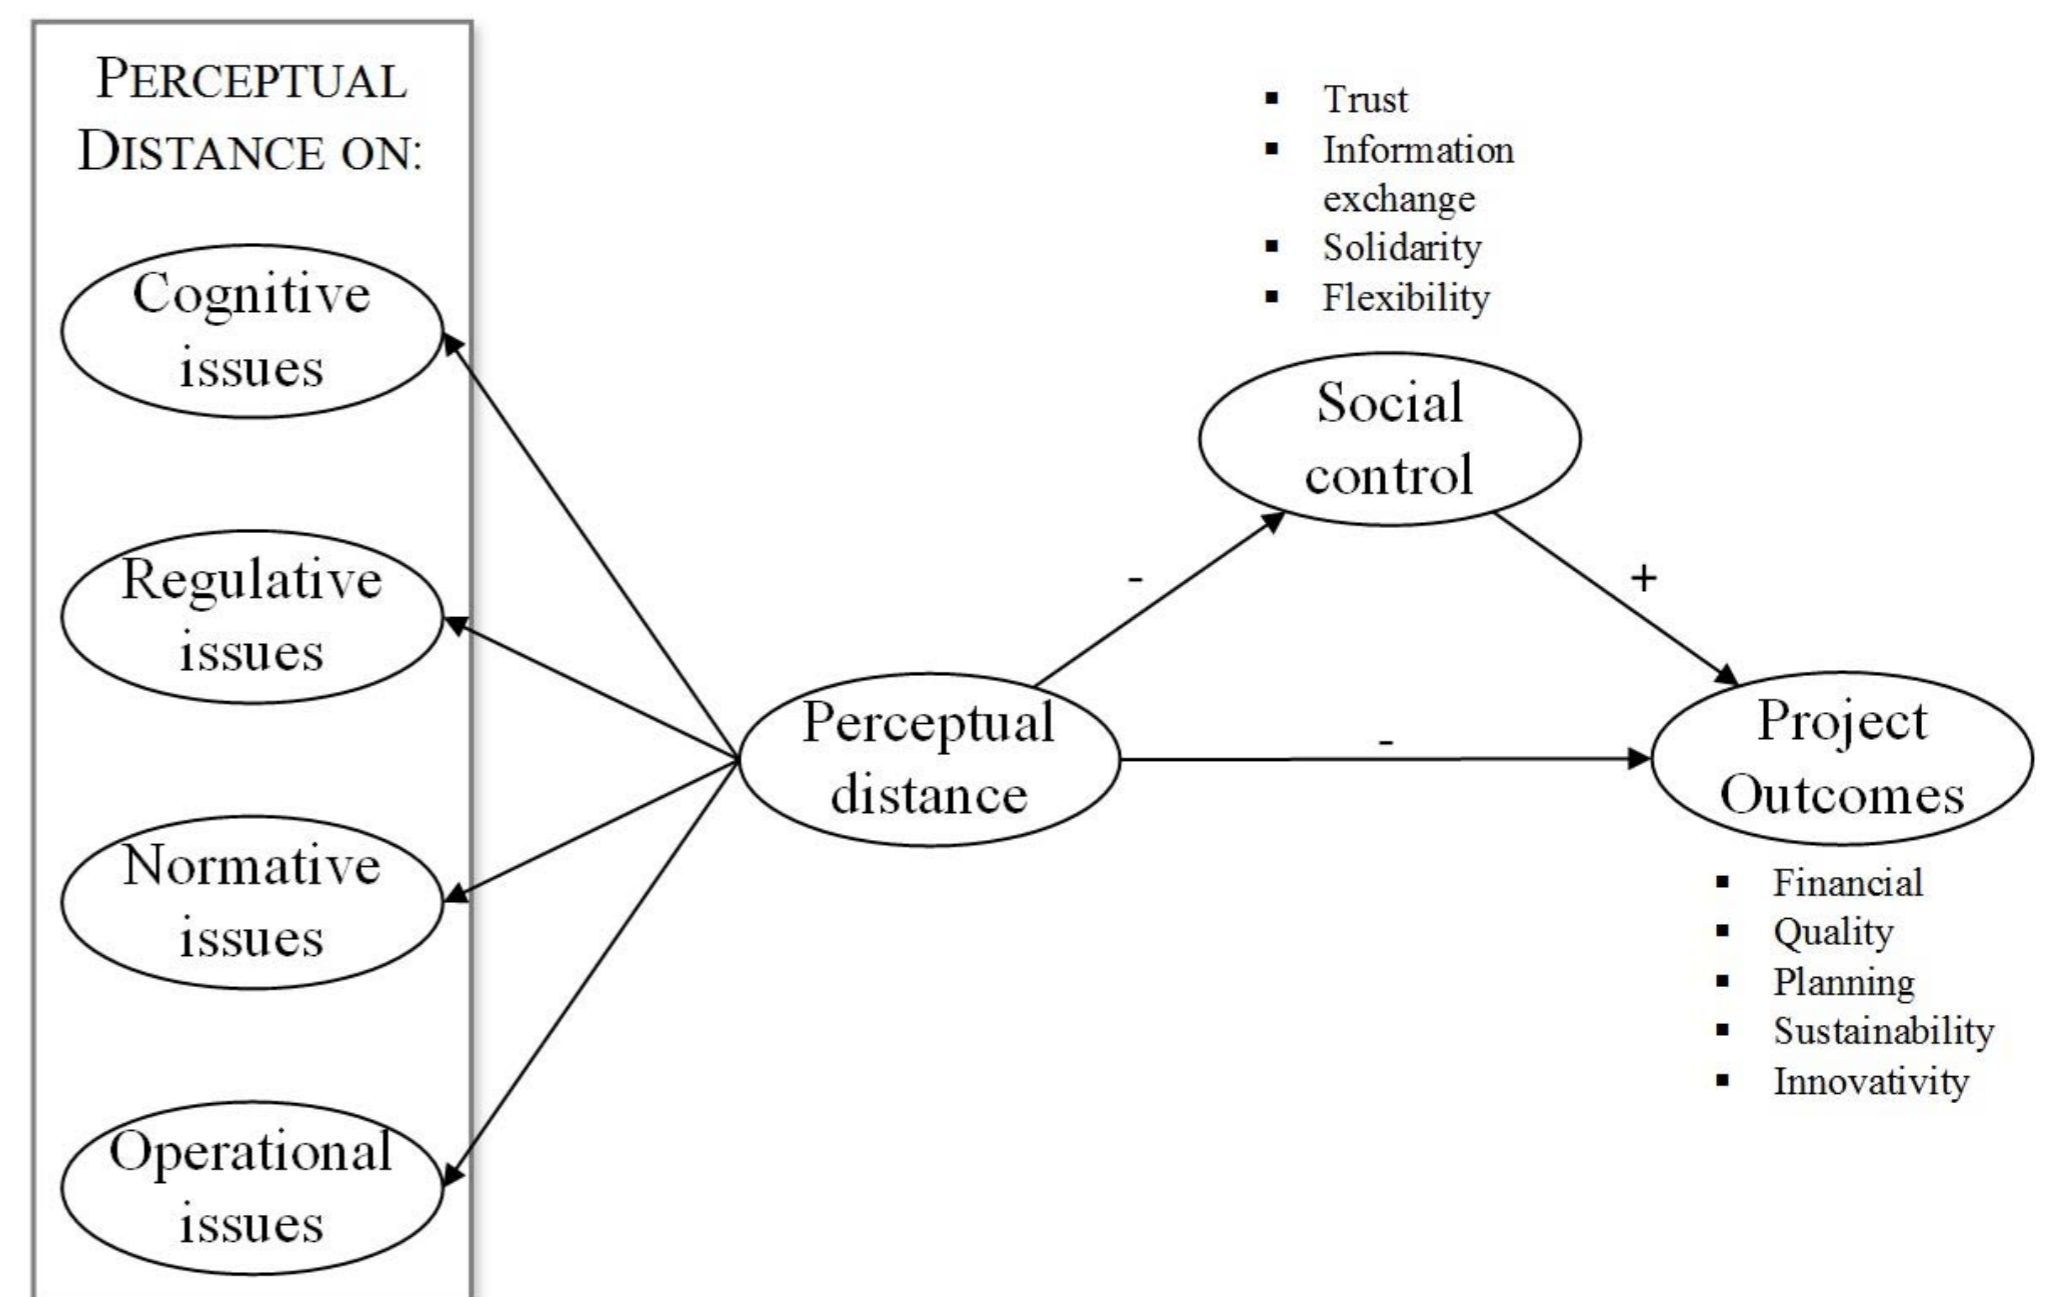 PERCEPTUAL
DISTANCE ON:
Cognitive
issues
Regulative
issues
Normative
issues
Operational
issues
Perceptual
distance
▪ Trust
▪ Information
exchange
▪ Solidarity
▪ Flexibility
Social
control
-
+
-
Project
Outcomes
▪ Financial
▪ Quality
▪ Planning
▪ Sustainability
▪ Innovativity